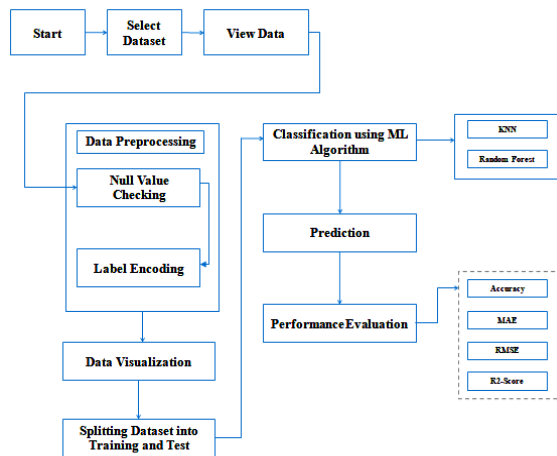 Start
Select
Dataset
View Data
Data Preprocessing
Null Value
Checking
Label Encoding
Data Visualization
Splitting Dataset into
Training and Test
Classification using ML
Algorithm
KNN
Random Forest
Prediction
Performance Evaluation
Accuracy
MAE
RMSE
R2-Score